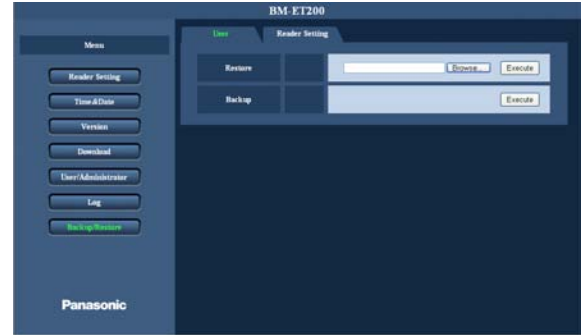 BM-ET200
Menu
Reader Setting
Time&Date
Version
Download
User/Administrator
Log
Backup/Restore
Panasonic
User Reader Setting
Restore Browse... Execute
Backup Execute